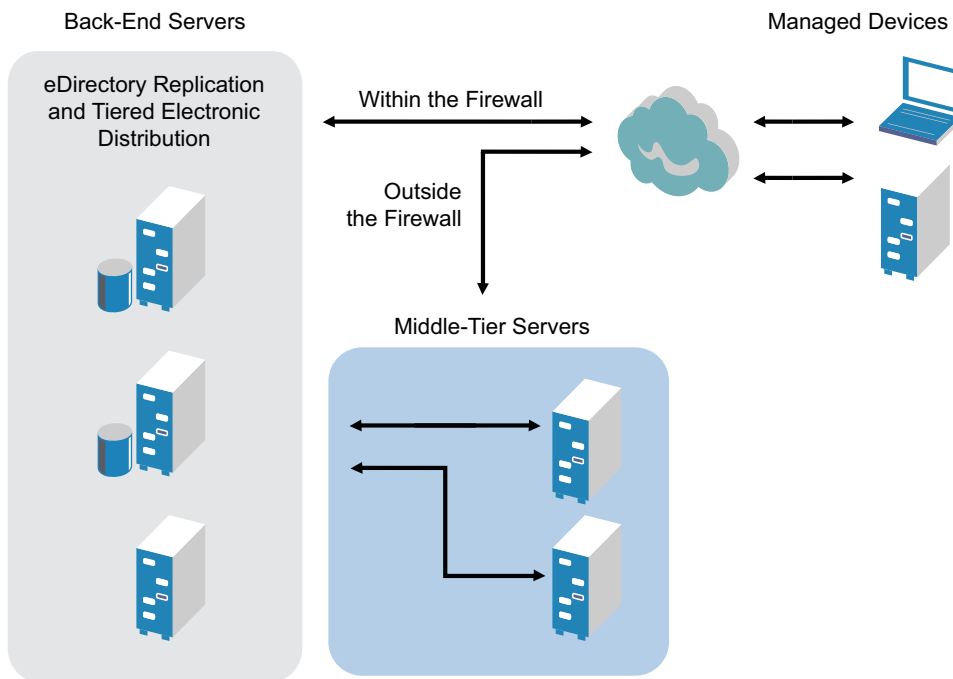 Back-End Servers
Managed Devices
eDirectory Replication
and Tiered Electronic
Distribution
Within the Firewall
Outside
the Firewall
Middle-Tier Servers